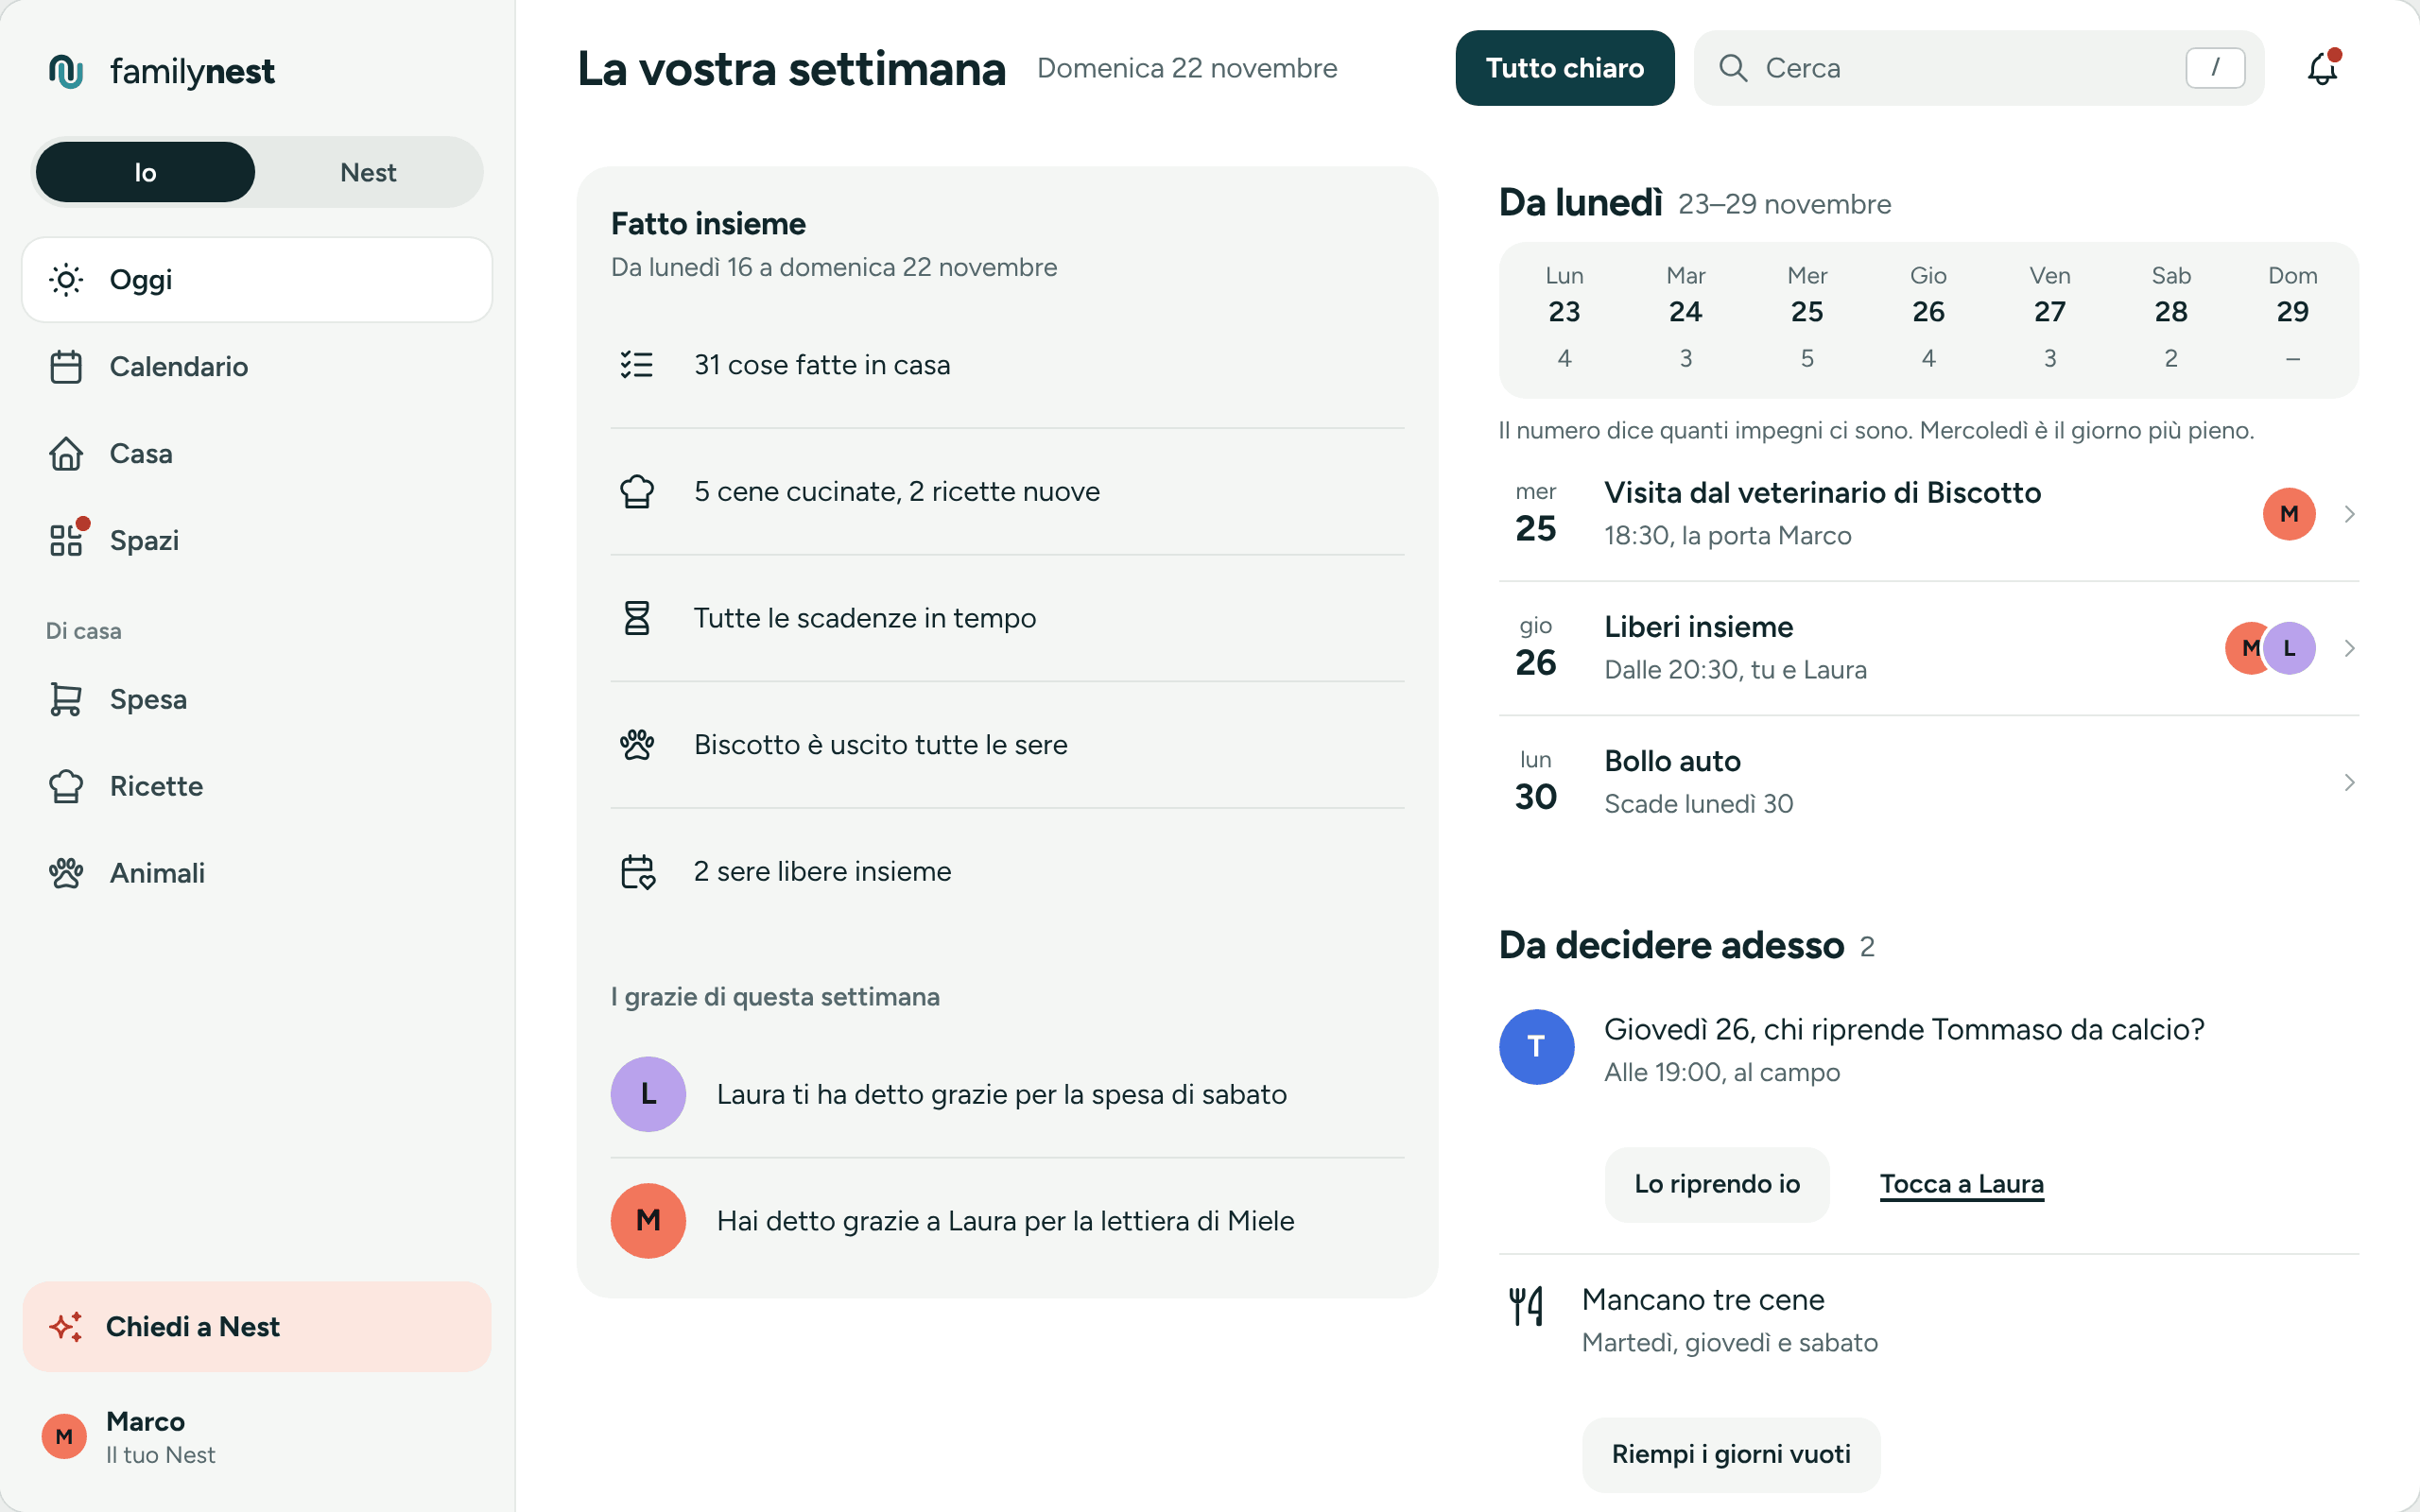 familynest
Io
Nest
Oggi
Calendario
Casa
Spazi
Di casa
Spesa
Ricette
Animali
Chiedi a Nest
M
Marco
Il tuo Nest
La vostra settimana
Domenica 22 novembre
Tutto chiaro
Cerca
/
Fatto insieme
Da lunedì 16 a domenica 22 novembre
31 cose fatte in casa
5 cene cucinate, 2 ricette nuove
Tutte le scadenze in tempo
Biscotto è uscito tutte le sere
2 sere libere insieme
I grazie di questa settimana
L
Laura ti ha detto grazie per la spesa di sabato
M
Hai detto grazie a Laura per la lettiera di Miele
Da lunedì 23–29 novembre
Lun Mar Mer Gio Ven Sab Dom
23 24 25 26 27 28 29
4 3 5 4 3 2 –
Il numero dice quanti impegni ci sono. Mercoledì è il giorno più pieno.
mer
25
Visita dal veterinario di Biscotto
18:30, la porta Marco
M
gio
26
Liberi insieme
Dalle 20:30, tu e Laura
M L
lun
30
Bollo auto
Scade lunedì 30
Da decidere adesso 2
T
Giovedì 26, chi riprende Tommaso da calcio?
Alle 19:00, al campo
Lo riprendo io
Tocca a Laura
Mancano tre cene
Martedì, giovedì e sabato
Riempi i giorni vuoti